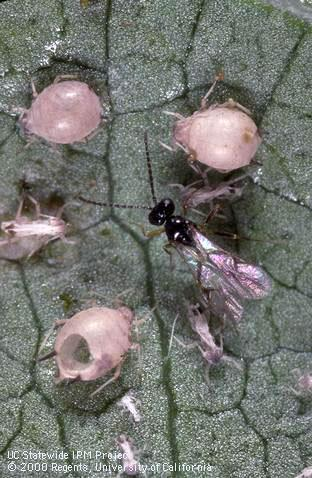 UC Statewide IPM Project
© 2000 Regents, University of California